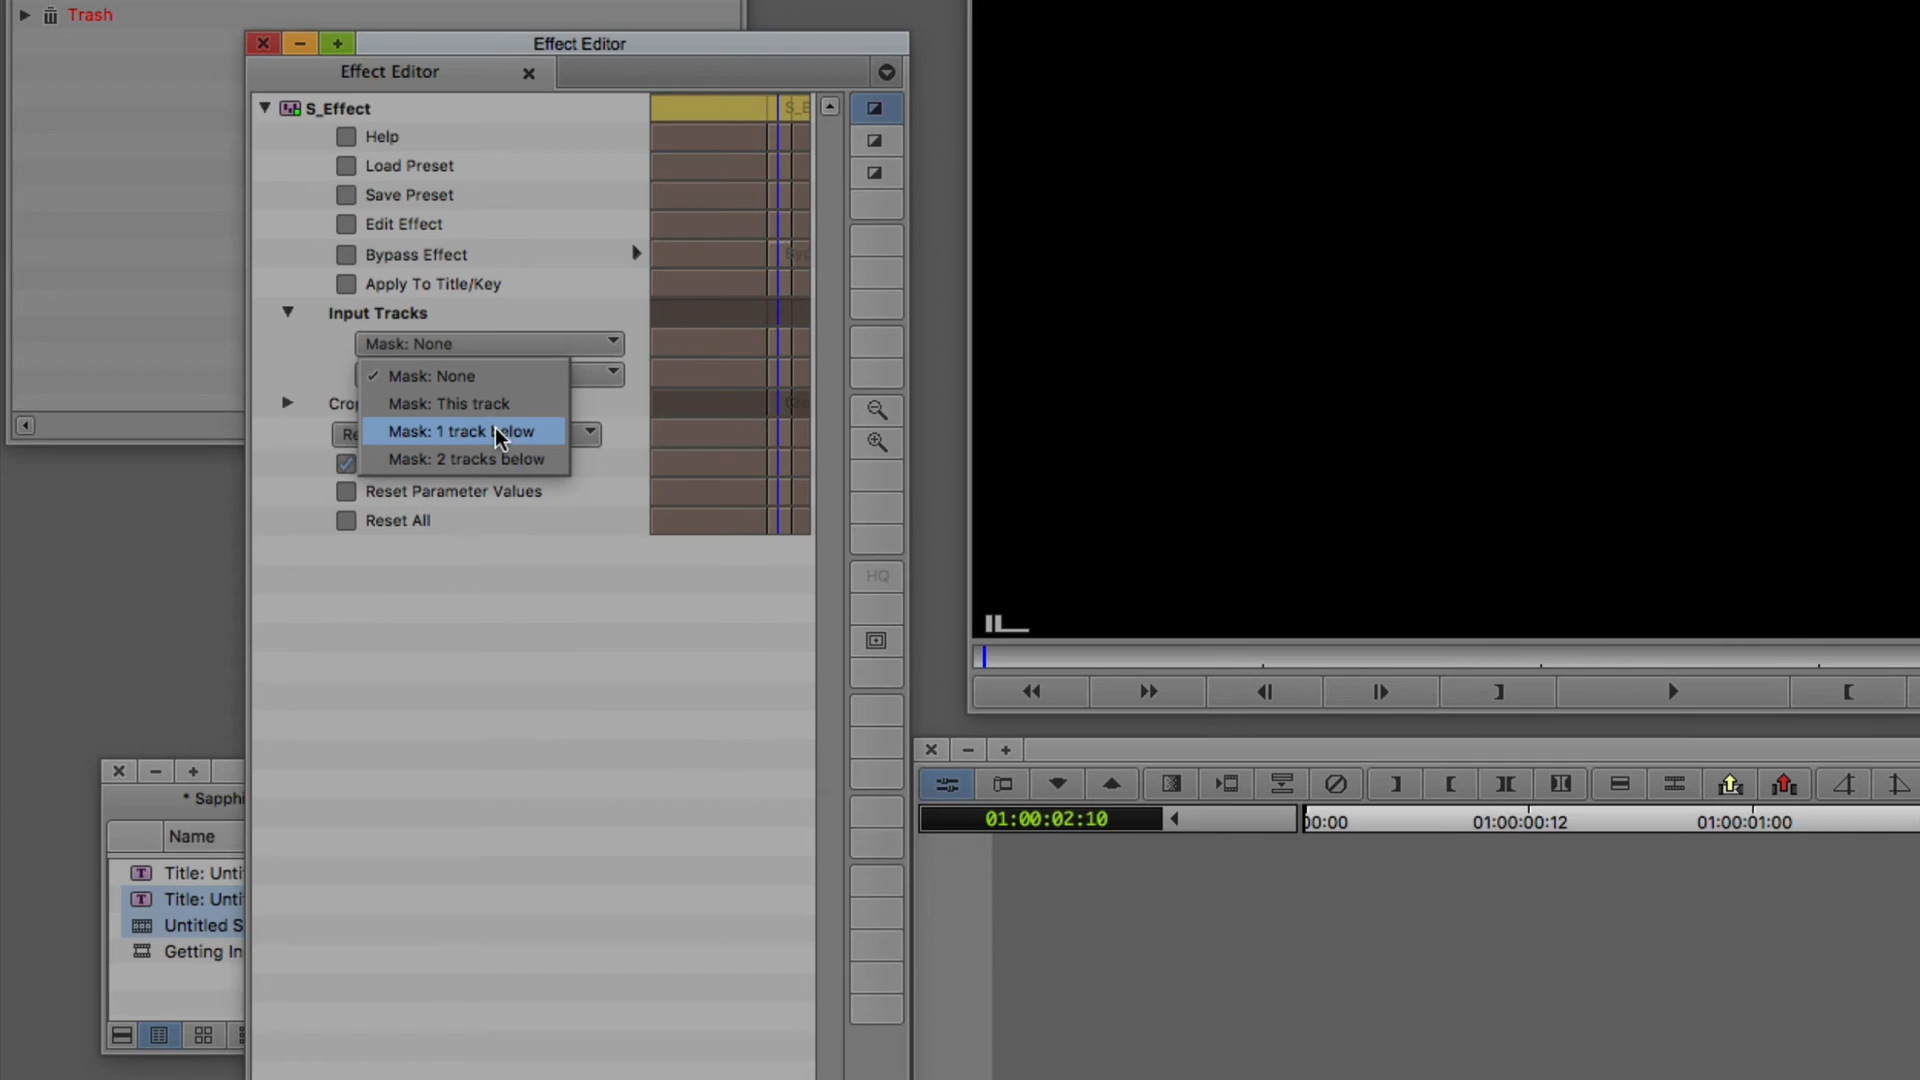 Trash
Effect Editor
Effect Editor
S_Effect
Help
Load Preset
Save Preset
Edit Effect
Bypass Effect
Apply To Title/Key
Input Tracks
Mask: None
Mask: None
Mask: This track
Mask: 1 track below
Mask: 2 tracks below
Reset Parameter Values
Reset All
HQ
* Sapphi
Name
Title: Unti
Title: Unti
Untitled S
Getting In
01:00:02:10
00:00
01:00:00:12
01:00:01:00